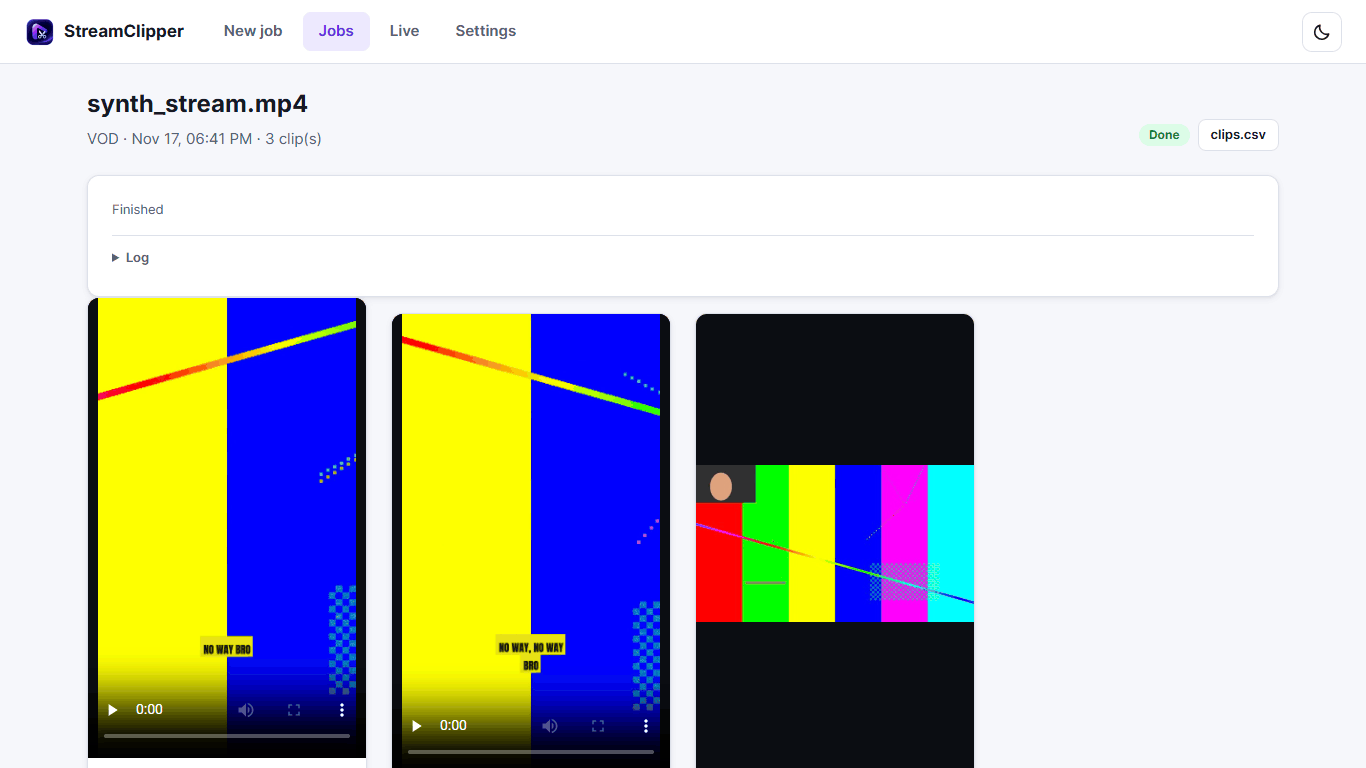 StreamClipper New job Jobs Live Settings
synth_stream.mp4
VOD · Nov 17, 06:41 PM · 3 clip(s)
Done clips.csv
Finished
Log
NO WAY BRO
0:00
NO WAY, NO WAY
BRO
0:00